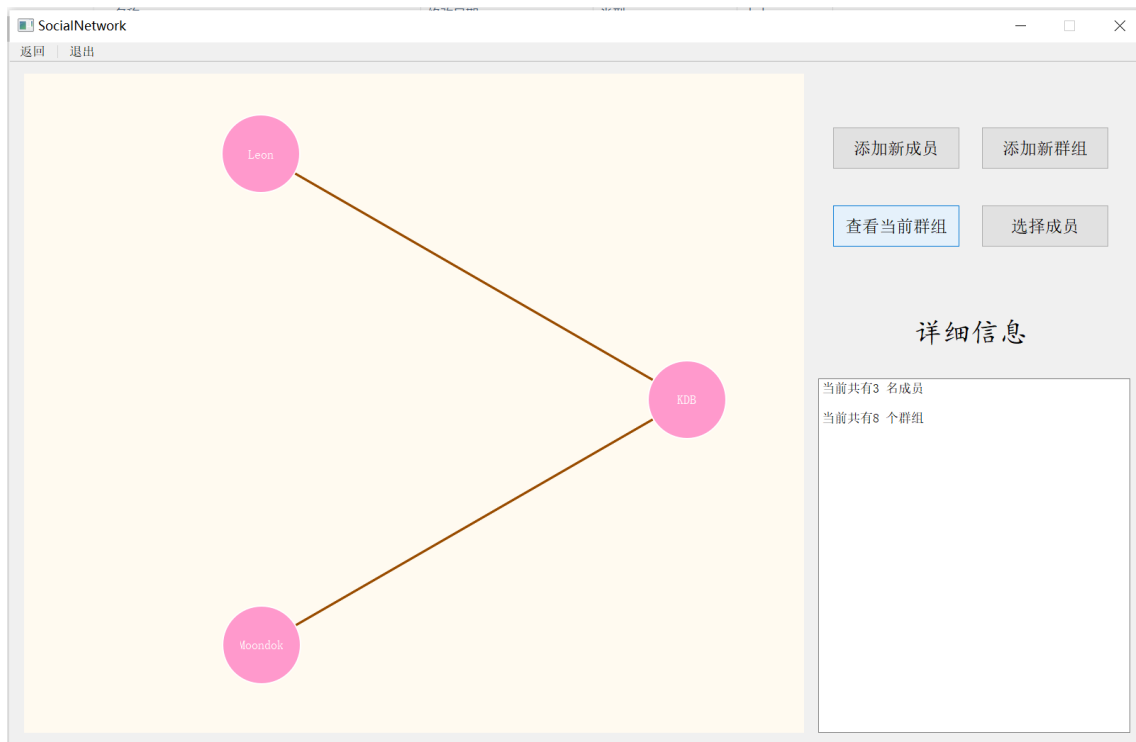 SocialNetwork
返回
退出
Leon
KDB
Moondok
添加新成员
添加新群组
查看当前群组
选择成员
详细信息
当前共有3 名成员
当前共有8 个群组